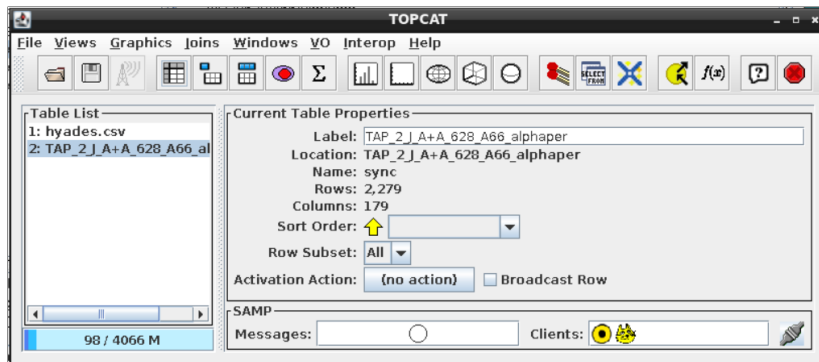 TOPCAT
File Views Graphics Joins Windows VO Interop Help
SELECT
FROM
f(x)
Σ
?
Table List
1: hyades.csv
2: TAP_2_J_A+A_628_A66_al
98 / 4066 M
Current Table Properties
Label: TAP_2_J_A+A_628_A66_alphaper
Location: TAP_2_J_A+A_628_A66_alphaper
Name: sync
Rows: 2,279
Columns: 179
Sort Order:
Row Subset: All
Activation Action: (no action) Broadcast Row
SAMP
Messages: Clients: